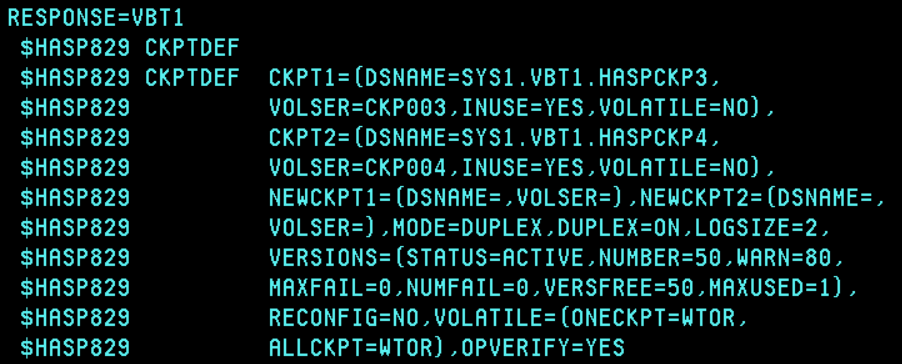 RESPONSE=VBT1
$HASP829 CKPTDEF
$HASP829 CKPTDEF  CKPT1=(DSNAME=SYS1.VBT1.HASPCKP3,
$HASP829          VOLSER=CKP003,INUSE=YES,VOLATILE=NO),
$HASP829          CKPT2=(DSNAME=SYS1.VBT1.HASPCKP4,
$HASP829          VOLSER=CKP004,INUSE=YES,VOLATILE=NO),
$HASP829          NEWCKPT1=(DSNAME=,VOLSER=),NEWCKPT2=(DSNAME=,
$HASP829          VOLSER=),MODE=DUPLEX,DUPLEX=ON,LOGSIZE=2,
$HASP829          VERSIONS=(STATUS=ACTIVE,NUMBER=50,WARN=80,
$HASP829          MAXFAIL=0,NUMFAIL=0,VERSFREE=50,MAXUSED=1),
$HASP829          RECONFIG=NO,VOLATILE=(ONECKPT=WTOR,
$HASP829          ALLCKPT=WTOR),OPVERIFY=YES